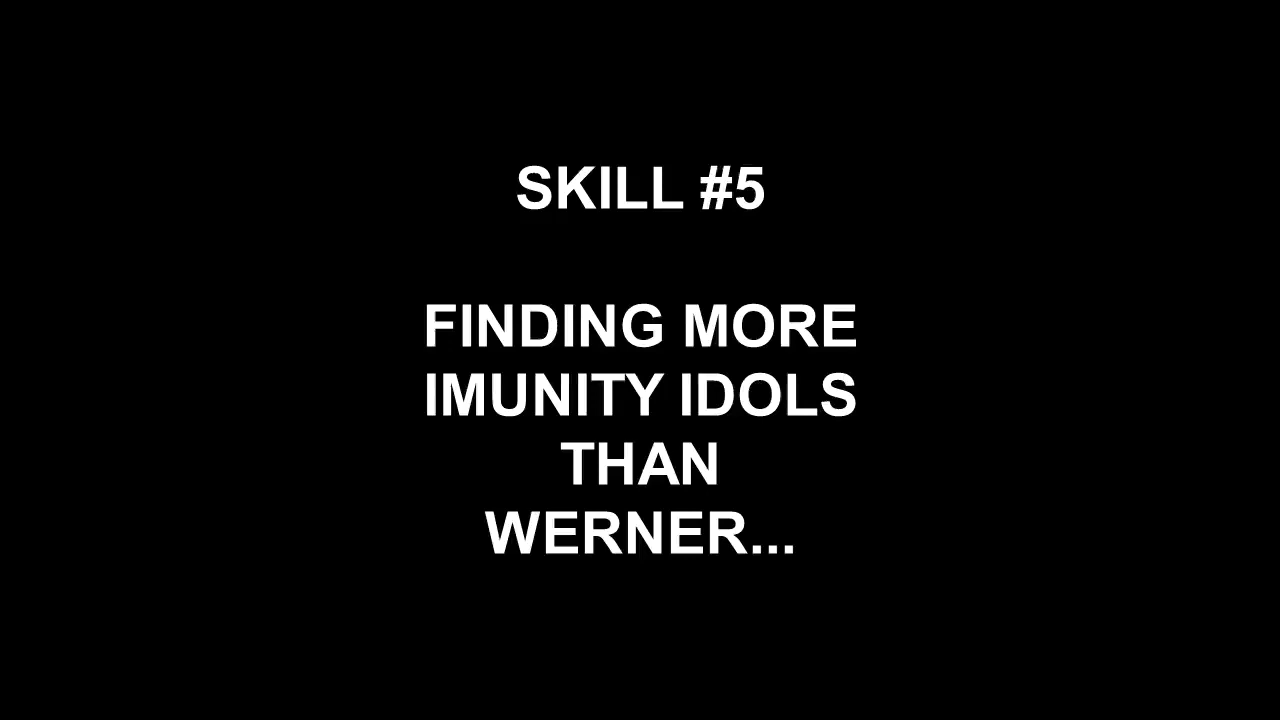 SKILL #5
FINDING MORE
IMUNITY IDOLS
THAN
WERNER...